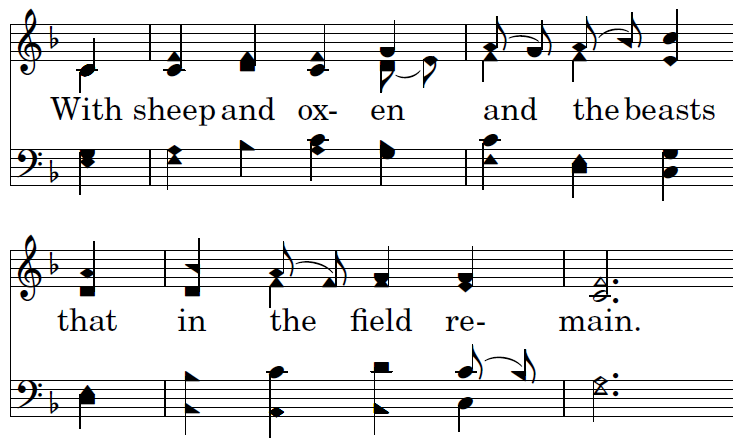 With sheep and ox- en and the beasts
that in the field re- main.